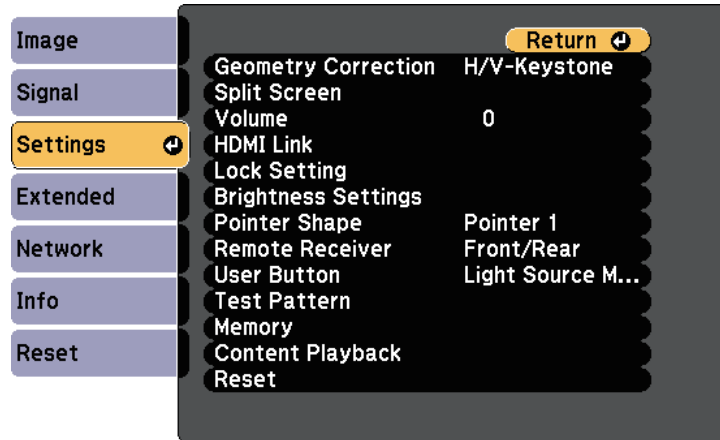 Image
Signal
Settings
Extended
Network
Info
Reset
Return
Geometry Correction H/V-Keystone
Split Screen
Volume 0
HDMI Link
Lock Setting
Brightness Settings
Pointer Shape Pointer 1
Remote Receiver Front/Rear
User Button Light Source M...
Test Pattern
Memory
Content Playback
Reset